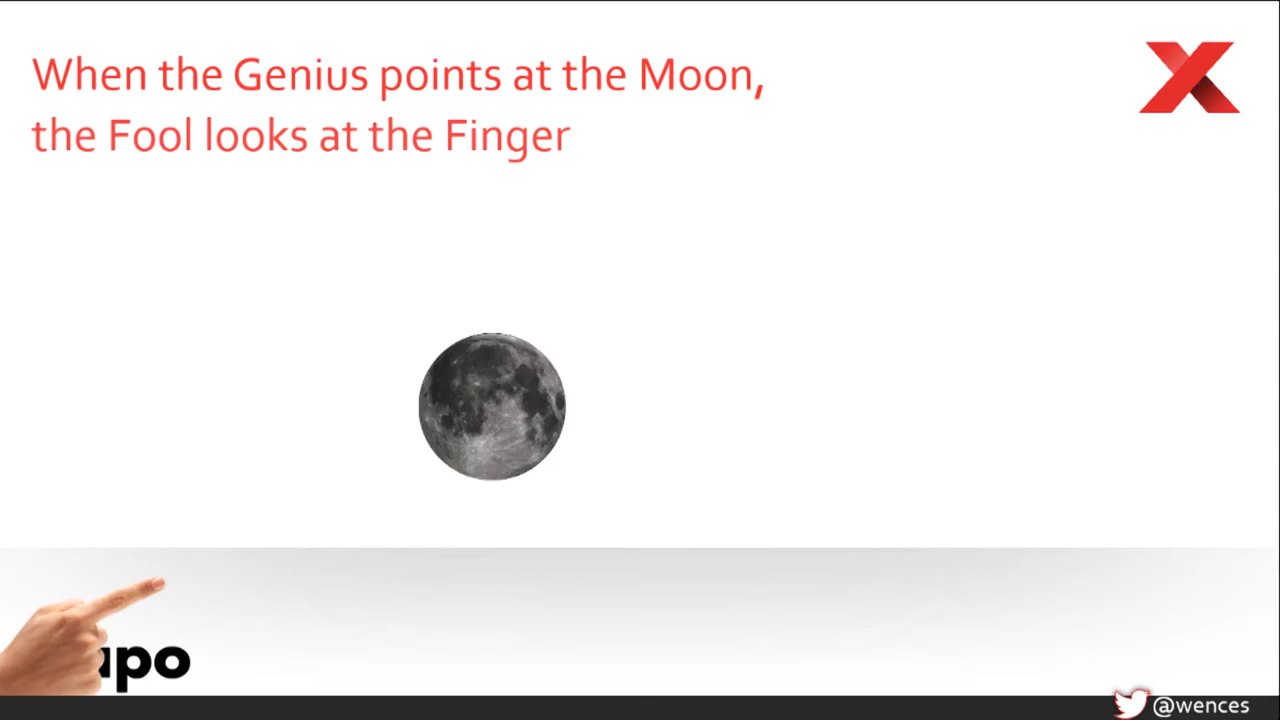 When the Genius points at the Moon,
the Fool looks at the Finger
@wences